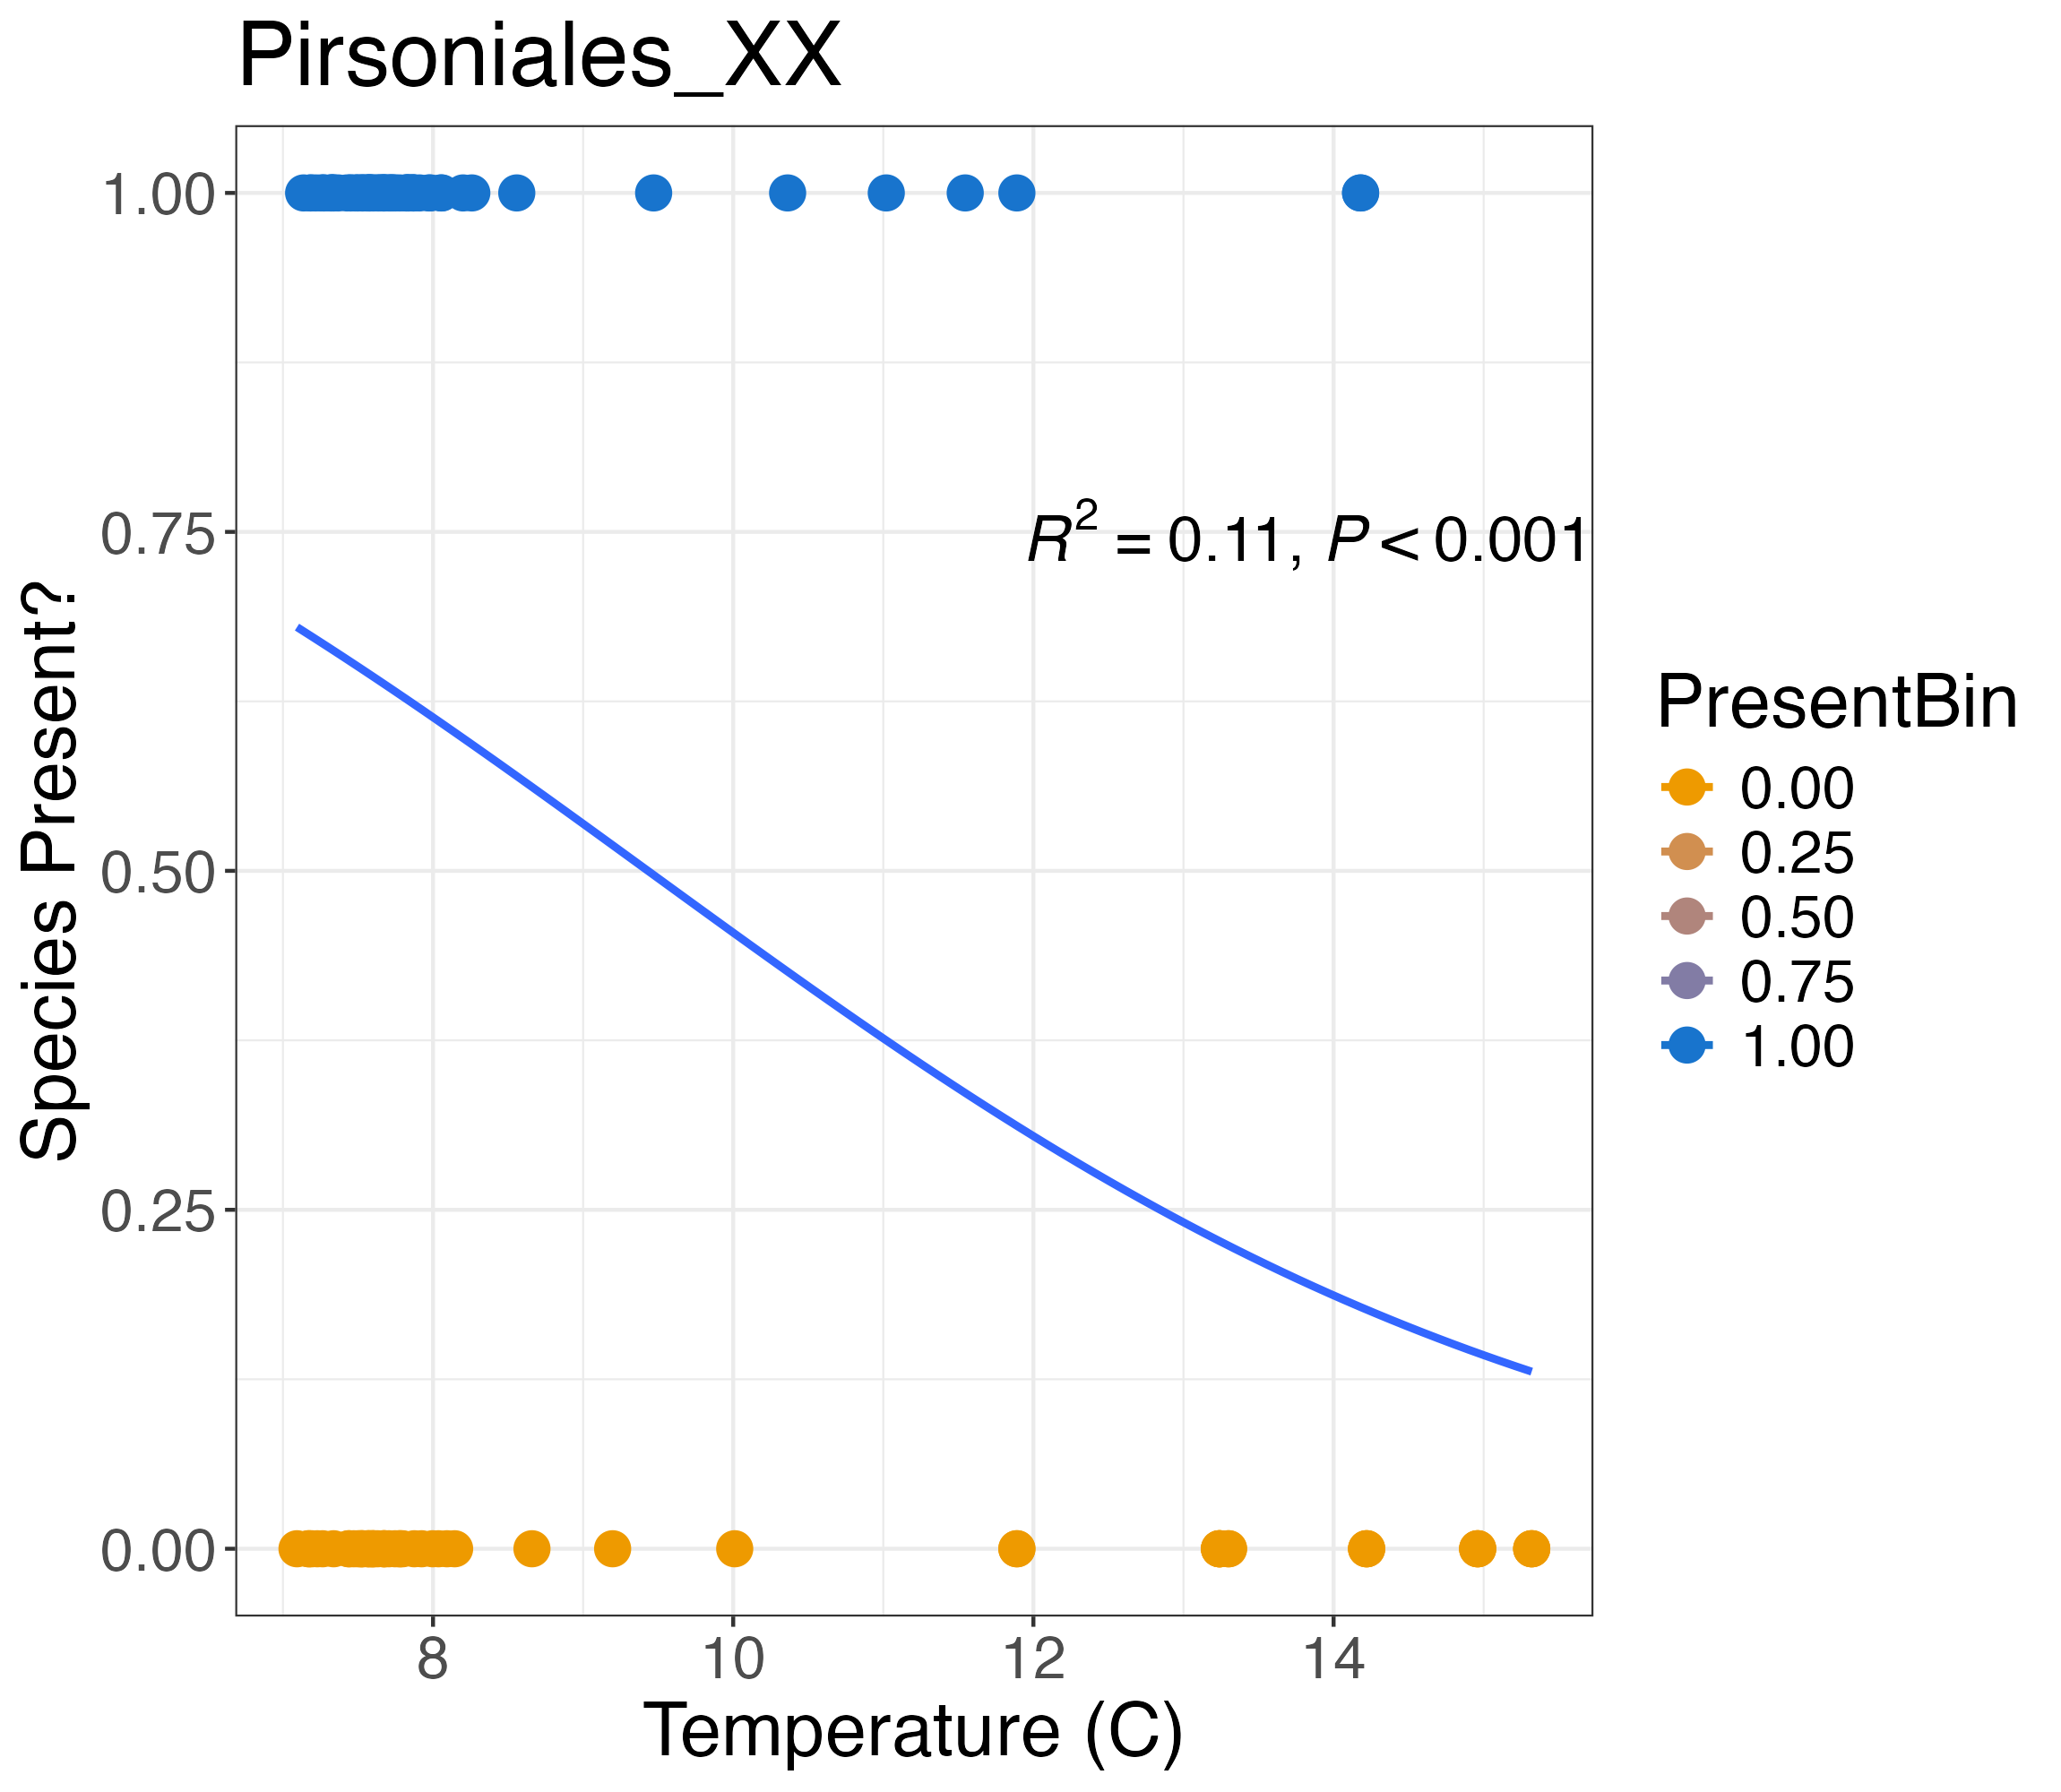 Pirsoniales_XX
1.00
0.75
0.50
0.25
0.00
Species Present?
R² = 0.11, P < 0.001
8
10
12
14
Temperature (C)
PresentBin
0.00
0.25
0.50
0.75
1.00